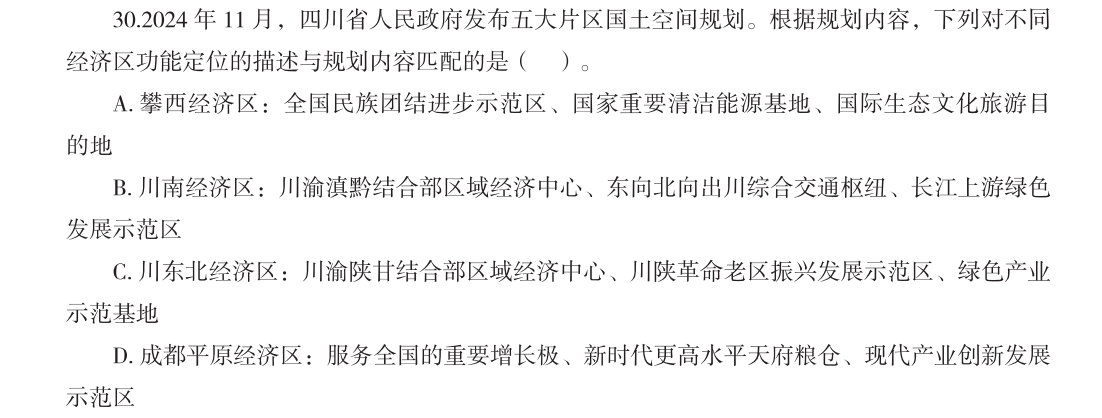 30.2024 年 11 月，四川省人民政府发布五大片区国土空间规划。根据规划内容，下列对不同
经济区功能定位的描述与规划内容匹配的是（　）。
A. 攀西经济区：全国民族团结进步示范区、国家重要清洁能源基地、国际生态文化旅游目
的地
B. 川南经济区：川渝滇黔结合部区域经济中心、东向北向出川综合交通枢纽、长江上游绿色
发展示范区
C. 川东北经济区：川渝陕甘结合部区域经济中心、川陕革命老区振兴发展示范区、绿色产业
示范基地
D. 成都平原经济区：服务全国的重要增长极、新时代更高水平天府粮仓、现代产业创新发展
示范区